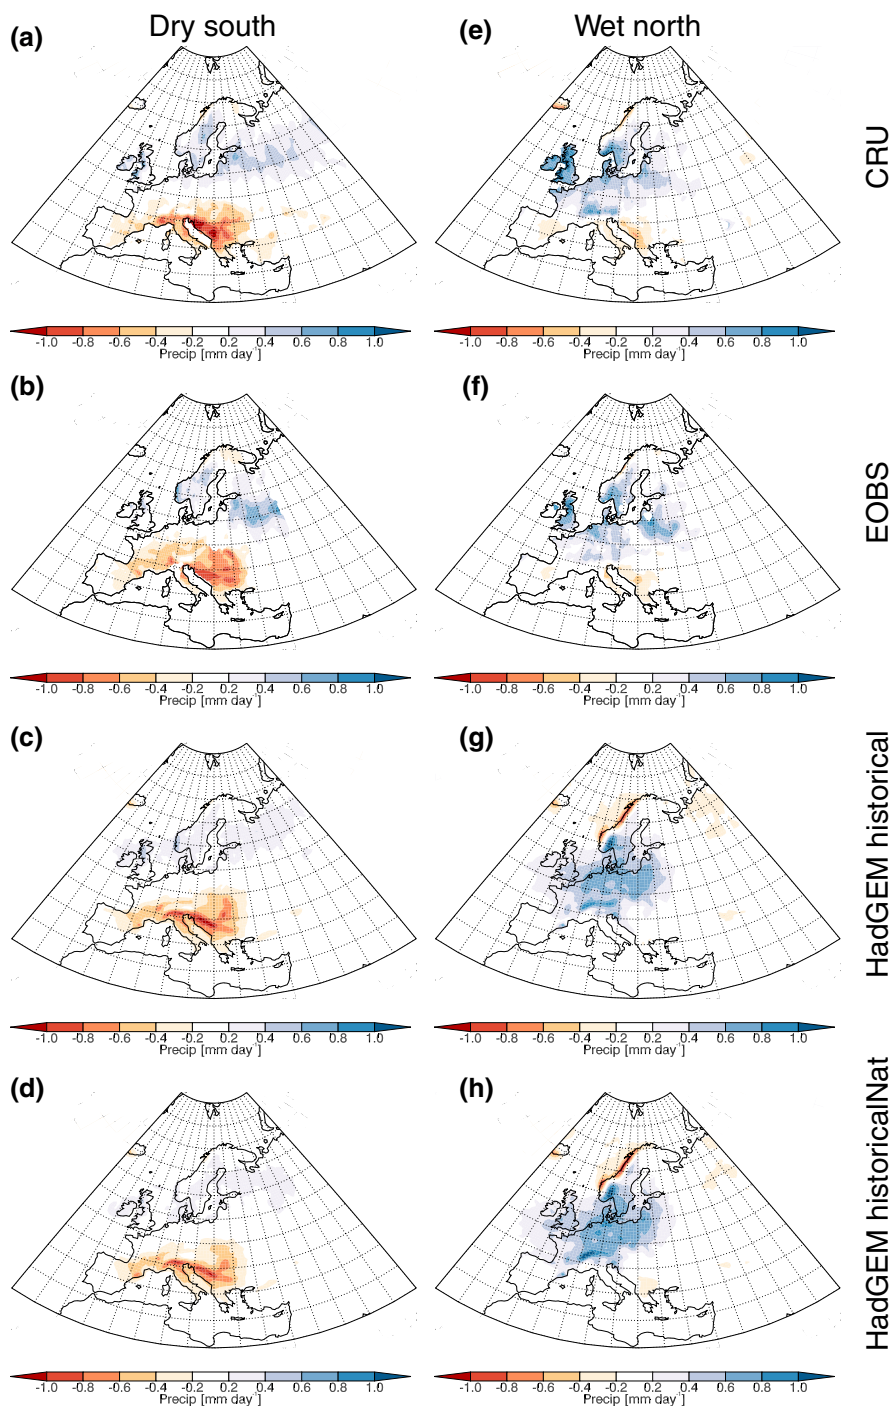 Dry south
Wet north
(a)
(e)
CRU
-1.0 -0.8 -0.6 -0.4 -0.2 0.2 0.4 0.6 0.8 1.0
Precip [mm day⁻¹]
-1.0 -0.8 -0.6 -0.4 -0.2 0.2 0.4 0.6 0.8 1.0
Precip [mm day⁻¹]
(b)
(f)
EOBS
-1.0 -0.8 -0.6 -0.4 -0.2 0.2 0.4 0.6 0.8 1.0
Precip [mm day⁻¹]
-1.0 -0.8 -0.6 -0.4 -0.2 0.2 0.4 0.6 0.8 1.0
Precip [mm day⁻¹]
(c)
(g)
HadGEM historical
-1.0 -0.8 -0.6 -0.4 -0.2 0.2 0.4 0.6 0.8 1.0
Precip [mm day⁻¹]
-1.0 -0.8 -0.6 -0.4 -0.2 0.2 0.4 0.6 0.8 1.0
Precip [mm day⁻¹]
(d)
(h)
HadGEM historicalNat
-1.0 -0.8 -0.6 -0.4 -0.2 0.2 0.4 0.6 0.8 1.0
Precip [mm day⁻¹]
-1.0 -0.8 -0.6 -0.4 -0.2 0.2 0.4 0.6 0.8 1.0
Precip [mm day⁻¹]